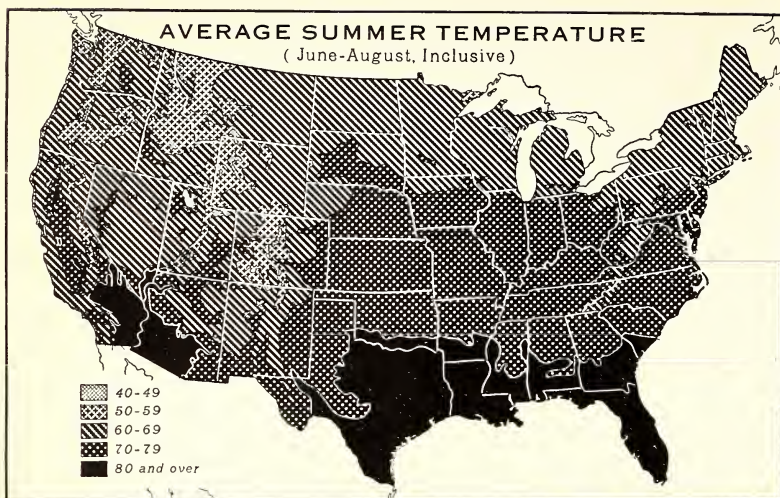 AVERAGE SUMMER TEMPERATURE
(June-August, Inclusive)
40-49
50-59
60-69
70-79
80 and over